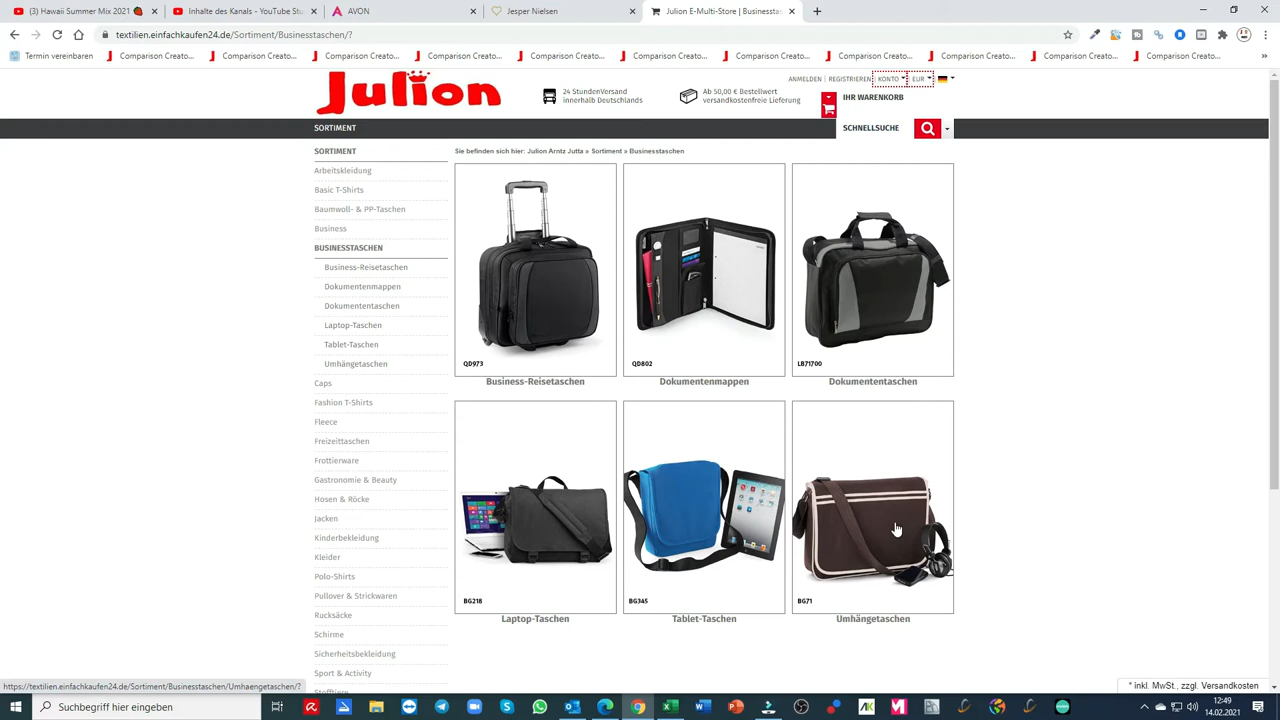 (3) Hawaii Summer Mix 2021
Inhalte des Kanals - YouTube Stu
AVON
Jesper Nielsen
Julion E-Multi-Store / Businessta
textilien.einfachkaufen24.de/Sortiment/Businesstaschen/?
Termin vereinbaren
Comparison Creato...
Comparison Creato...
Comparison Creato...
Comparison Creato...
Comparison Creato...
Comparison Creato...
Comparison Creato...
Comparison Creato...
Comparison Creato...
Comparison Creato...
»
Julion
24 StundenVersand
innerhalb Deutschlands
Ab 50,00 € Bestellwert
versandkostenfreie Lieferung
ANMELDEN | REGISTRIEREN KONTO EUR
IHR WARENKORB
SORTIMENT
SCHNELLSUCHE
SORTIMENT
Arbeitskleidung
Basic T-Shirts
Baumwoll- & PP-Taschen
Business
BUSINESSTASCHEN
Business-Reisetaschen
Dokumentenmappen
Dokumententaschen
Laptop-Taschen
Tablet-Taschen
Umhängetaschen
Caps
Fashion T-Shirts
Fleece
Freizeittaschen
Frottierware
Gastronomie & Beauty
Hosen & Röcke
Jacken
Kinderbekleidung
Kleider
Polo-Shirts
Pullover & Strickwaren
Rucksäcke
Schirme
Sicherheitsbekleidung
Sport & Activity
Stofftiere
Sie befinden sich hier: Julion Arntz Jutta » Sortiment » Businesstaschen
QD973
Business-Reisetaschen
QD802
Dokumentenmappen
LB71700
Dokumententaschen
BG218
Laptop-Taschen
BG345
Tablet-Taschen
BG71
Umhängetaschen
https://textilien.einfachkaufen24.de/Sortiment/Businesstaschen/Umhaengetaschen/?
* inkl. MwSt., zzgl. Versandkosten
Suchbegriff hier eingeben
12:49
14.02.2021